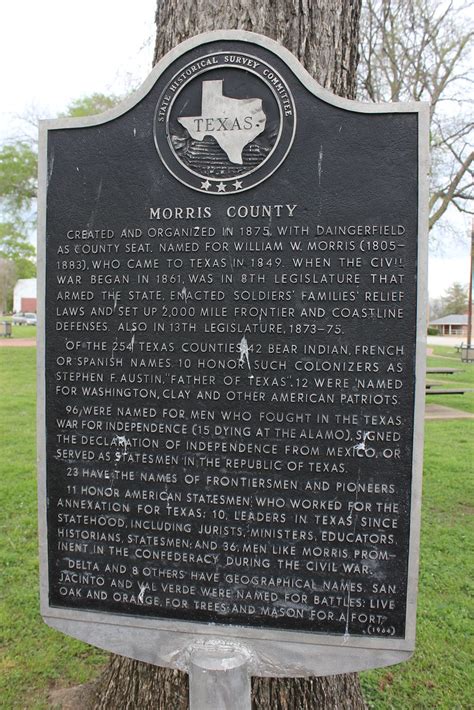 STATE HISTORICAL SURVEY COMMITTEE
TEXAS
MORRIS COUNTY
CREATED AND ORGANIZED IN 1875, WITH DAINGERFIELD
AS COUNTY SEAT. NAMED FOR WILLIAM W. MORRIS (1805-
1883), WHO CAME TO TEXAS IN 1849. WHEN THE CIVIL
WAR BEGAN IN 1861, WAS IN 8TH LEGISLATURE THAT
ARMED THE STATE, ENACTED SOLDIERS' FAMILIES' RELIEF
LAWS AND SET UP 2,000 MILE FRONTIER AND COASTLINE
DEFENSES. ALSO IN 13TH LEGISLATURE, 1873-75.
OF THE 254 TEXAS COUNTIES 42 BEAR INDIAN, FRENCH
OR SPANISH NAMES. 10 HONOR SUCH COLONIZERS AS
STEPHEN F. AUSTIN, "FATHER OF TEXAS". 12 WERE NAMED
FOR WASHINGTON, CLAY AND OTHER AMERICAN PATRIOTS.
96 WERE NAMED FOR MEN WHO FOUGHT IN THE TEXAS
WAR FOR INDEPENDENCE (15 DYING AT THE ALAMO), SIGNED
THE DECLARATION OF INDEPENDENCE FROM MEXICO, OR
SERVED AS STATESMEN IN THE REPUBLIC OF TEXAS.
23 HAVE THE NAMES OF FRONTIERSMEN AND PIONEERS.
11 HONOR AMERICAN STATESMEN WHO WORKED FOR THE
ANNEXATION FOR TEXAS; 10, LEADERS IN TEXAS SINCE
STATEHOOD, INCLUDING JURISTS, MINISTERS, EDUCATORS,
HISTORIANS, STATESMEN; AND 36, MEN LIKE MORRIS PROM-
INENT IN THE CONFEDERACY DURING THE CIVIL WAR.
DELTA AND 8 OTHERS HAVE GEOGRAPHICAL NAMES. SAN
JACINTO AND VAL VERDE WERE NAMED FOR BATTLES; LIVE
OAK AND ORANGE, FOR TREES AND MASON FOR A FORT.
(1964)